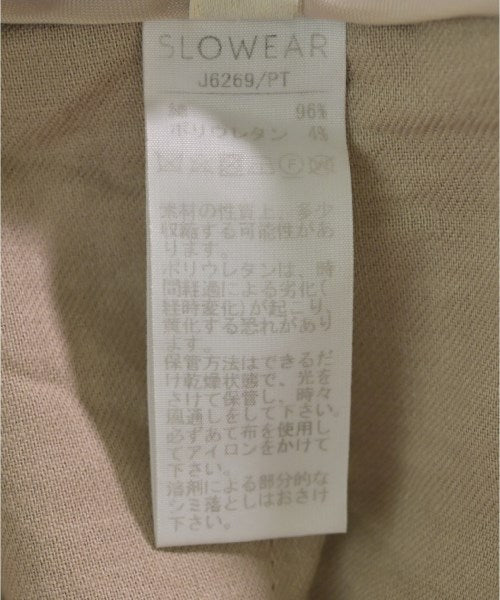 SLOWEAR
J6269/PT
綿 96%
ポリウレタン 4%
素材の性質上、多少
収縮する可能性があ
ります。
ポリウレタンは、時
間経過による劣化(
経時変化)が起こり、
黄化する恐れがあり
ます。
保管方法はできるだ
け乾燥状態で、光を
さけて保管し、時々
風通しをして下さい。
必ずあて布を使用し
てアイロンをかけて
下さい。
溶剤による部分的な
シミ落としはおさけ
下さい。